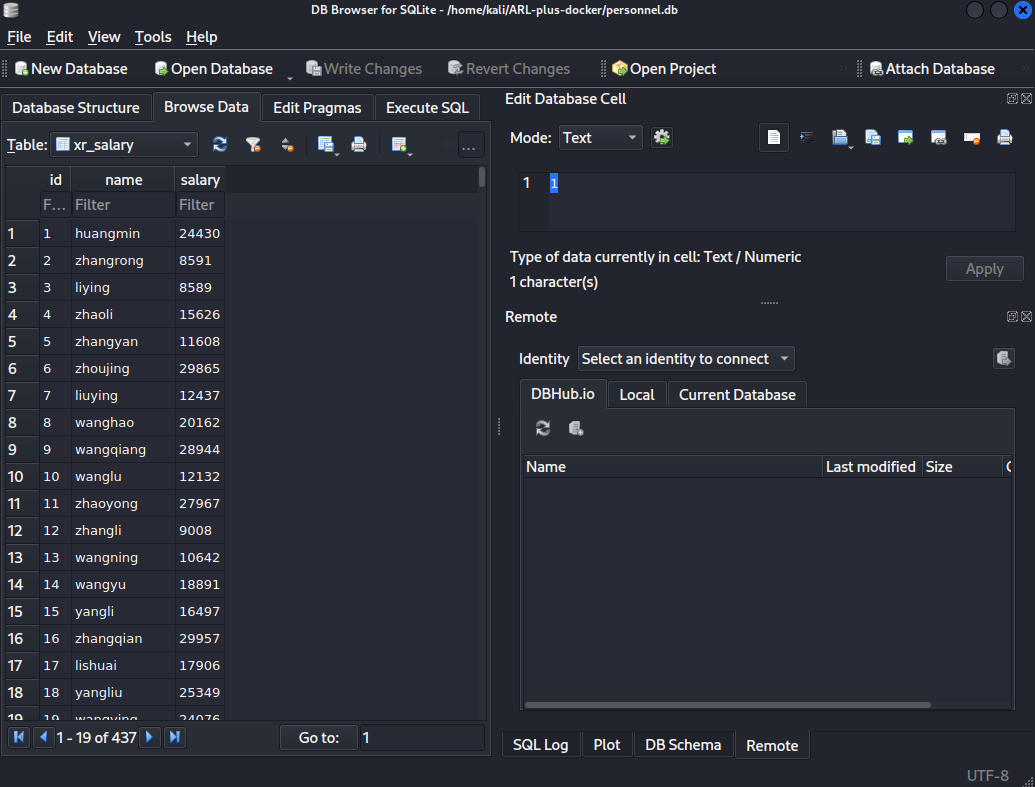 DB Browser for SQLite - /home/kali/ARL-plus-docker/personnel.db
File Edit View Tools Help
New Database Open Database Write Changes Revert Changes Open Project Attach Database
Database Structure Browse Data Edit Pragmas Execute SQL
Table: xr_salary ...
id name salary
F... Filter Filter
1 1 huangmin 24430
2 2 zhangrong 8591
3 3 liying 8589
4 4 zhaoli 15626
5 5 zhangyan 11608
6 6 zhoujing 29865
7 7 liuying 12437
8 8 wanghao 20162
9 9 wangqiang 28944
10 10 wanglu 12132
11 11 zhaoyong 27967
12 12 zhangli 9008
13 13 wangning 10642
14 14 wangyu 18891
15 15 yangli 16497
16 16 zhangqian 29957
17 17 lishuai 17906
18 18 yangliu 25349
19 19 wangying 24076
1 - 19 of 437 Go to: 1
Edit Database Cell
Mode: Text
1 1
Type of data currently in cell: Text / Numeric
1 character(s)
Apply
Remote
Identity Select an identity to connect
DBHub.io Local Current Database
Name Last modified Size
SQL Log Plot DB Schema Remote
UTF-8